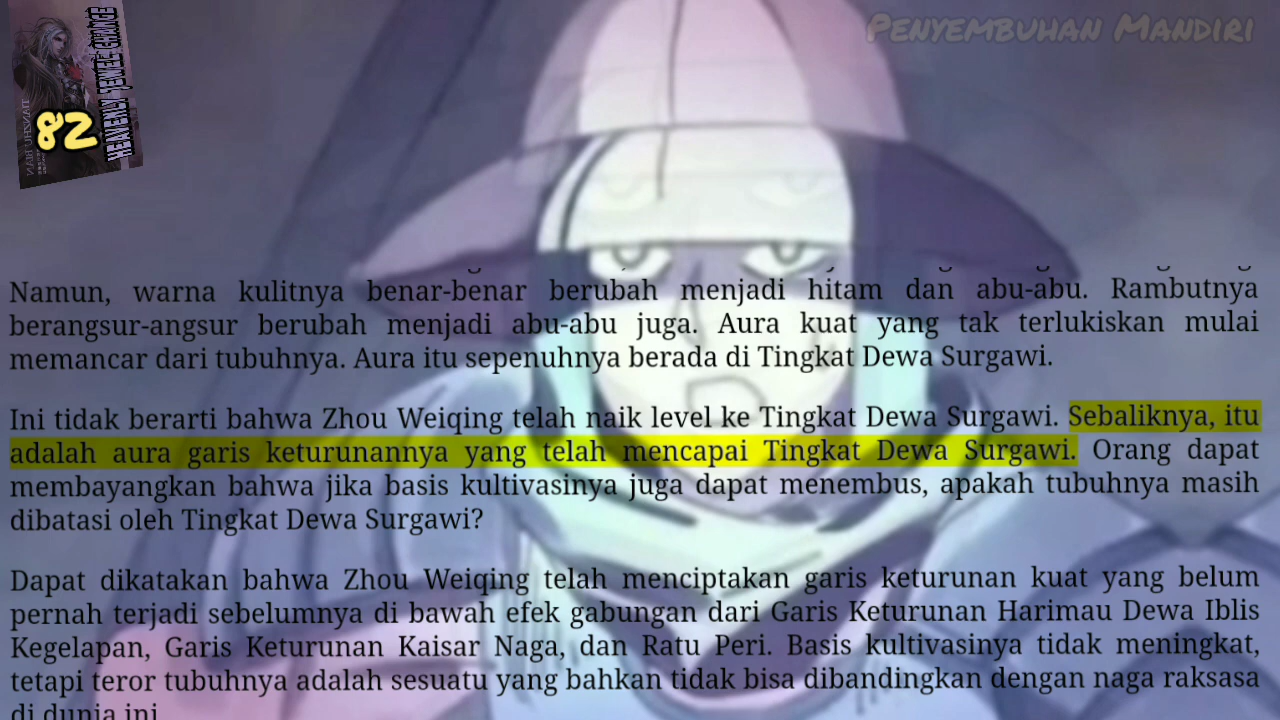 Penyembuhan Mandiri
HEAVENLY JEWEL CHANGE
82
Namun, warna kulitnya benar-benar berubah menjadi hitam dan abu-abu. Rambutnya
berangsur-angsur berubah menjadi abu-abu juga. Aura kuat yang tak terlukiskan mulai
memancar dari tubuhnya. Aura itu sepenuhnya berada di Tingkat Dewa Surgawi.
Ini tidak berarti bahwa Zhou Weiqing telah naik level ke Tingkat Dewa Surgawi. Sebaliknya, itu
adalah aura garis keturunannya yang telah mencapai Tingkat Dewa Surgawi. Orang dapat
membayangkan bahwa jika basis kultivasinya juga dapat menembus, apakah tubuhnya masih
dibatasi oleh Tingkat Dewa Surgawi?
Dapat dikatakan bahwa Zhou Weiqing telah menciptakan garis keturunan kuat yang belum
pernah terjadi sebelumnya di bawah efek gabungan dari Garis Keturunan Harimau Dewa Iblis
Kegelapan, Garis Keturunan Kaisar Naga, dan Ratu Peri. Basis kultivasinya tidak meningkat,
tetapi teror tubuhnya adalah sesuatu yang bahkan tidak bisa dibandingkan dengan naga raksasa
di dunia ini